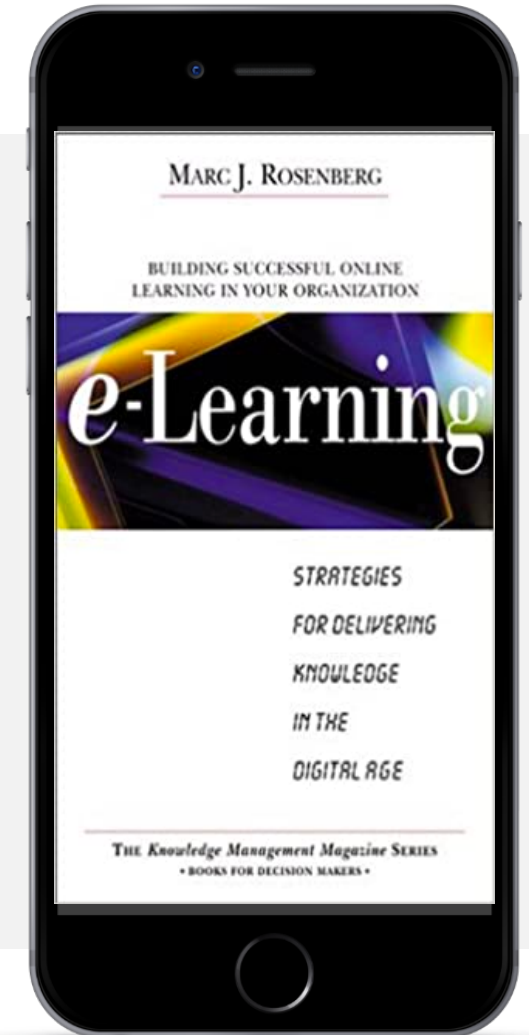 MARC J. ROSENBERG
BUILDING SUCCESSFUL ONLINE
LEARNING IN YOUR ORGANIZATION
e-Learning
STRATEGIES
FOR DELIVERING
KNOWLEDGE
IN THE
DIGITAL AGE
THE Knowledge Management Magazine SERIES
• BOOKS FOR DECISION MAKERS •